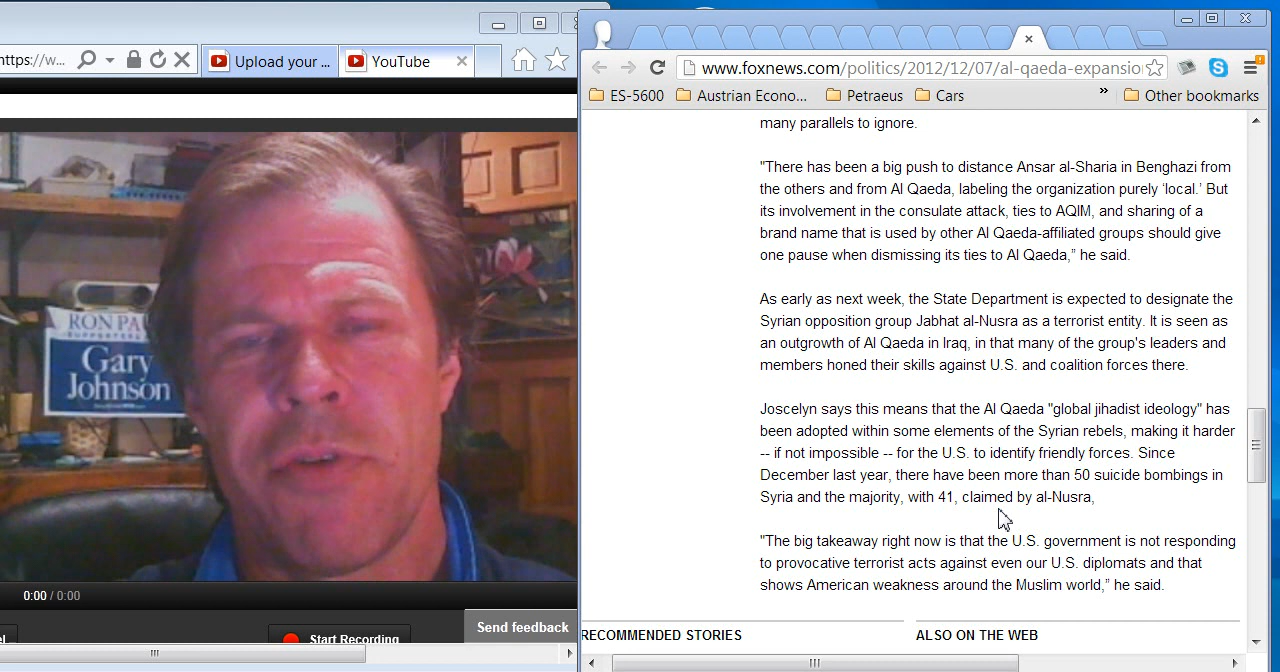 https://w...
Upload your ...
YouTube
RON PA
Gary
Johnson
0:00 / 0:00
Send feedback
Start Recording
www.foxnews.com/politics/2012/12/07/al-qaeda-expansio
ES-5600
Austrian Econo...
Petraeus
Cars
»
Other bookmarks
many parallels to ignore.
"There has been a big push to distance Ansar al-Sharia in Benghazi from
the others and from Al Qaeda, labeling the organization purely ‘local.’ But
its involvement in the consulate attack, ties to AQIM, and sharing of a
brand name that is used by other Al Qaeda-affiliated groups should give
one pause when dismissing its ties to Al Qaeda,” he said.
As early as next week, the State Department is expected to designate the
Syrian opposition group Jabhat al-Nusra as a terrorist entity. It is seen as
an outgrowth of Al Qaeda in Iraq, in that many of the group's leaders and
members honed their skills against U.S. and coalition forces there.
Joscelyn says this means that the Al Qaeda "global jihadist ideology" has
been adopted within some elements of the Syrian rebels, making it harder
-- if not impossible -- for the U.S. to identify friendly forces. Since
December last year, there have been more than 50 suicide bombings in
Syria and the majority, with 41, claimed by al-Nusra,
"The big takeaway right now is that the U.S. government is not responding
to provocative terrorist acts against even our U.S. diplomats and that
shows American weakness around the Muslim world,” he said.
RECOMMENDED STORIES
ALSO ON THE WEB